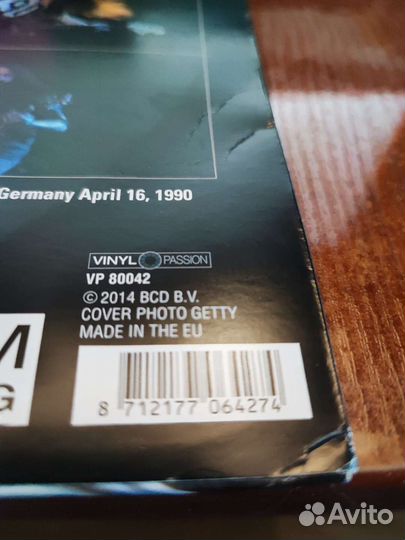 Germany April 16, 1990
VINYL PASSION
VP 80042
© 2014 BCD B.V.
COVER PHOTO GETTY
MADE IN THE EU
M
G
8 712177 064274
Avito